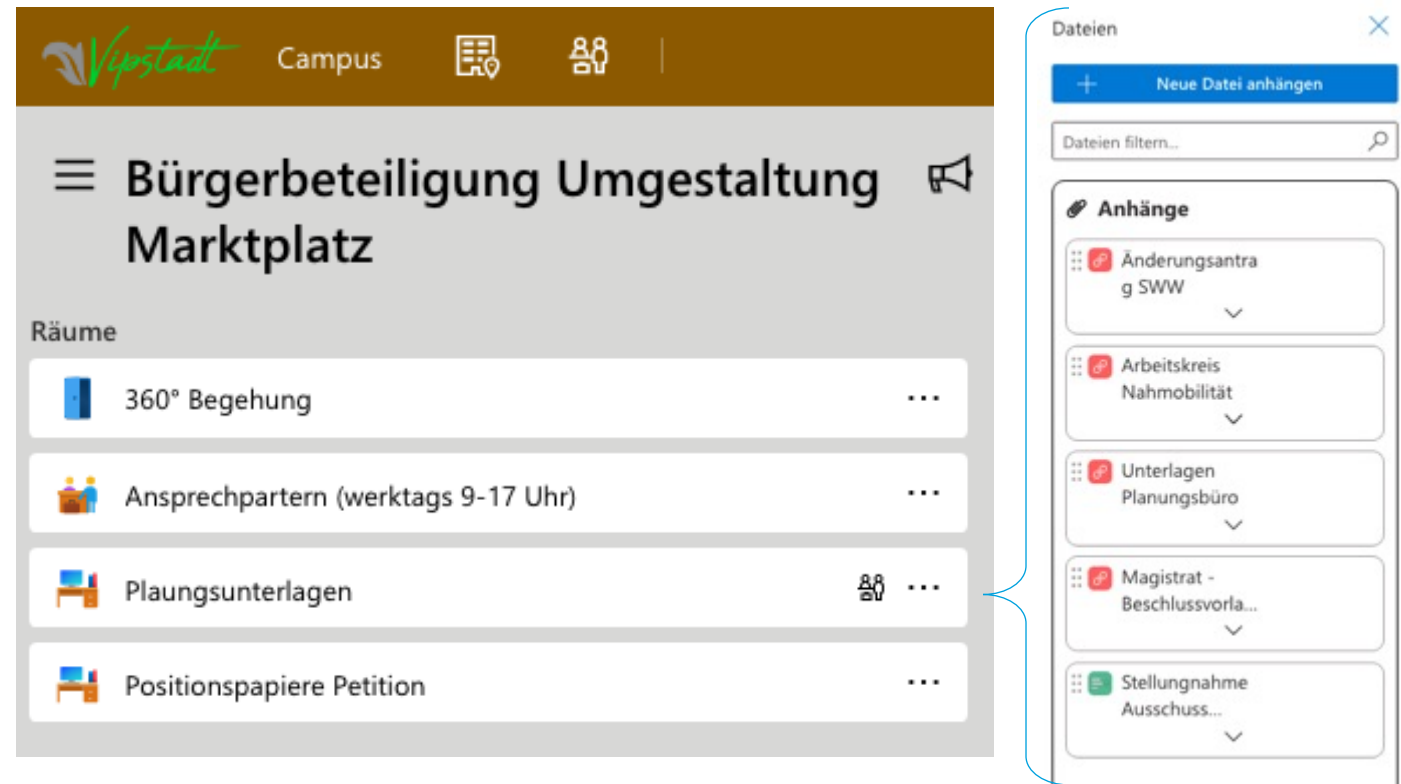 Vipstadt Campus
Bürgerbeteiligung Umgestaltung
Marktplatz
Räume
360° Begehung
Ansprechpartern (werktags 9-17 Uhr)
Plaungsunterlagen
Positionspapiere Petition
Dateien
Neue Datei anhängen
Dateien filtern...
Anhänge
Änderungsantra
g SWW
Arbeitskreis
Nahmobilität
Unterlagen
Planungsbüro
Magistrat -
Beschlussvorla...
Stellungnahme
Ausschuss...